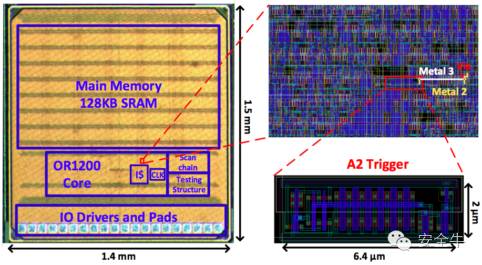 Main Memory
128KB SRAM
OR1200
Core
I$
CLK
Scan
chain
Testing
Structure
IO Drivers and Pads
1.5 mm
1.4 mm
Metal 3
Metal 2
A2 Trigger
2 μm
6.4 μm
安全牛